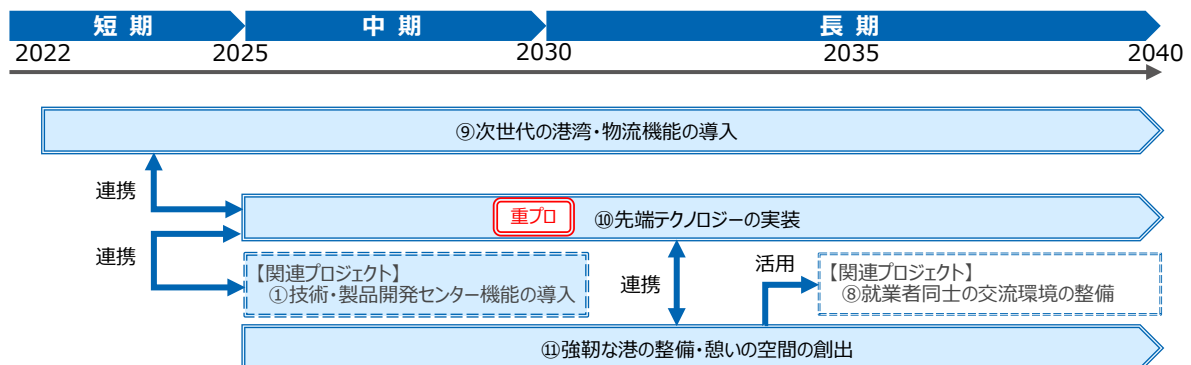 短 期
中 期
長 期
2022
2025
2030
2035
2040
⑨次世代の港湾・物流機能の導入
連携
重プロ
⑩先端テクノロジーの実装
連携
【関連プロジェクト】
①技術・製品開発センター機能の導入
連携
活用
【関連プロジェクト】
⑧就業者同士の交流環境の整備
⑪強靭な港の整備・憩いの空間の創出